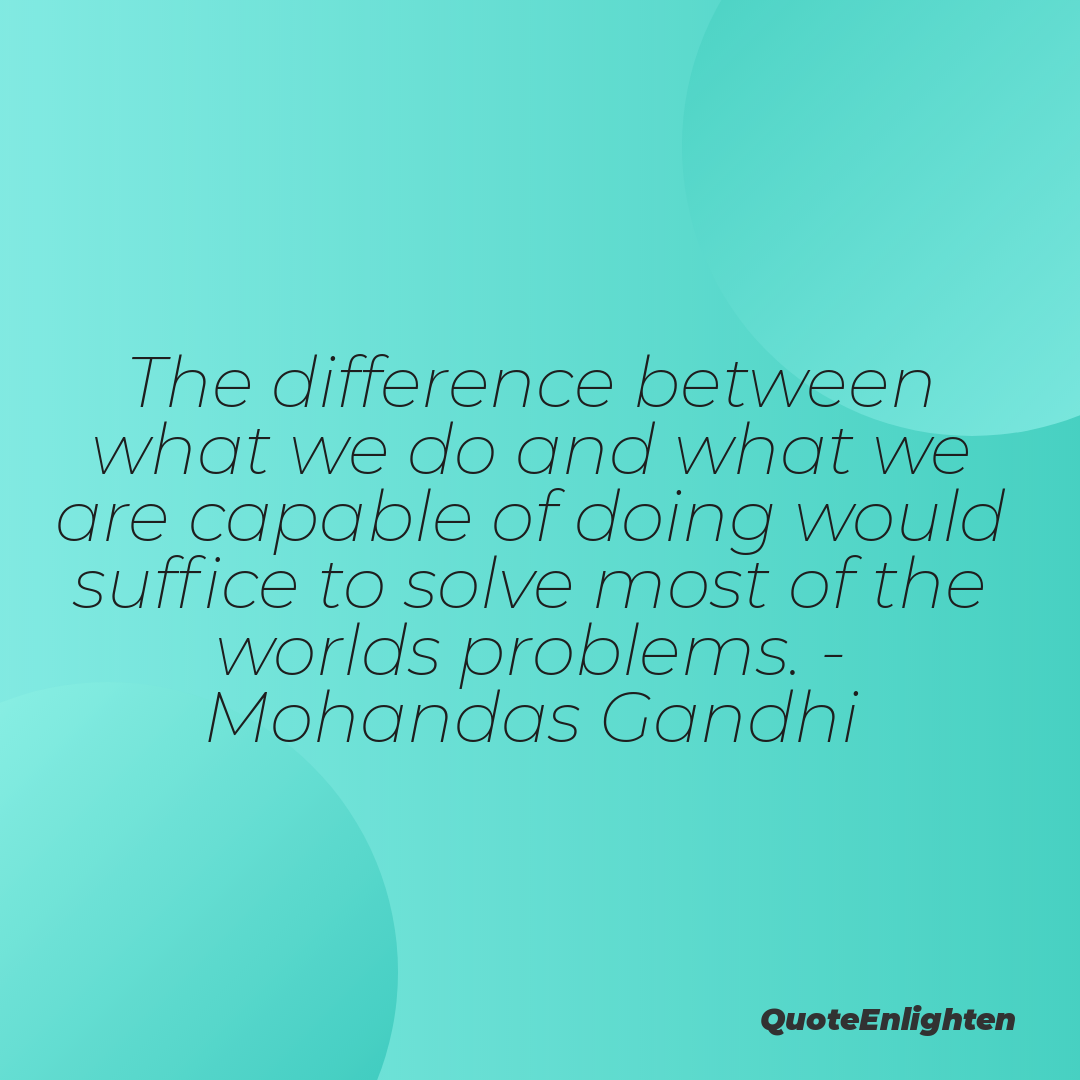 The difference between
what we do and what we
are capable of doing would
suffice to solve most of the
worlds problems. -
Mohandas Gandhi
QuoteEnlighten